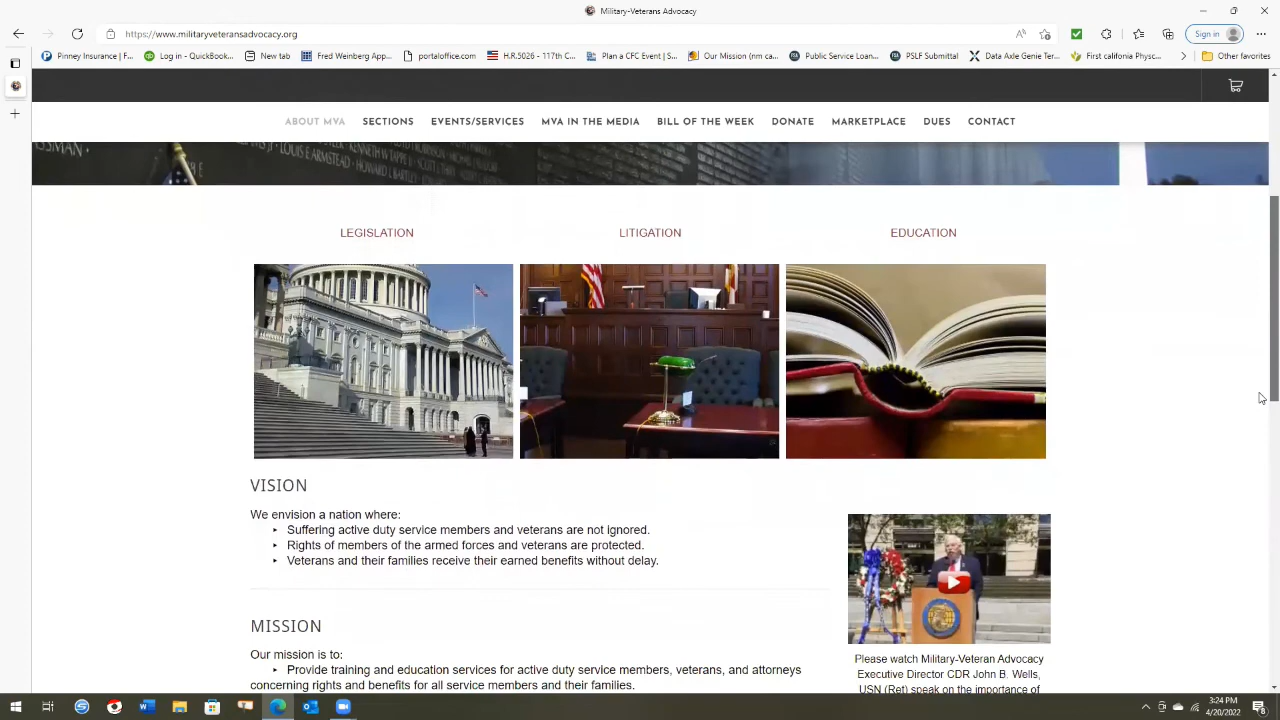 Military-Veterans Advocacy
https://www.militaryveteransadvocacy.org
Sign in
Pinney Insurance | F...
Log in - QuickBook...
New tab
Fred Weinberg App...
portaloffice.com
H.R.5026 - 117th C...
Plan a CFC Event | S...
Our Mission (nm ca...
PSLF Submitted
Data Axle Genie Ter...
First california Physi...
Other favorites
ABOUT MVA
SECTIONS
EVENTS/SERVICES
MVA IN THE MEDIA
BILL OF THE WEEK
DONATE
MARKETPLACE
DUES
CONTACT
LOUIS E ARMSTEAD
LEGISLATION
LITIGATION
EDUCATION
VISION
We envision a nation where:
‣ Suffering active duty service members and veterans are not ignored.
‣ Rights of members of the armed forces and veterans are protected.
‣ Veterans and their families receive their earned benefits without delay.
MISSION
Our mission is to:
‣ Provide training and education services for active duty service members, veterans, and attorneys
concerning rights and benefits for all service members and their families.
Please watch Military-Veteran Advocacy
Executive Director CDR John B. Wells,
USN (Ret) speak on the importance of
3:24 PM
4/20/2022